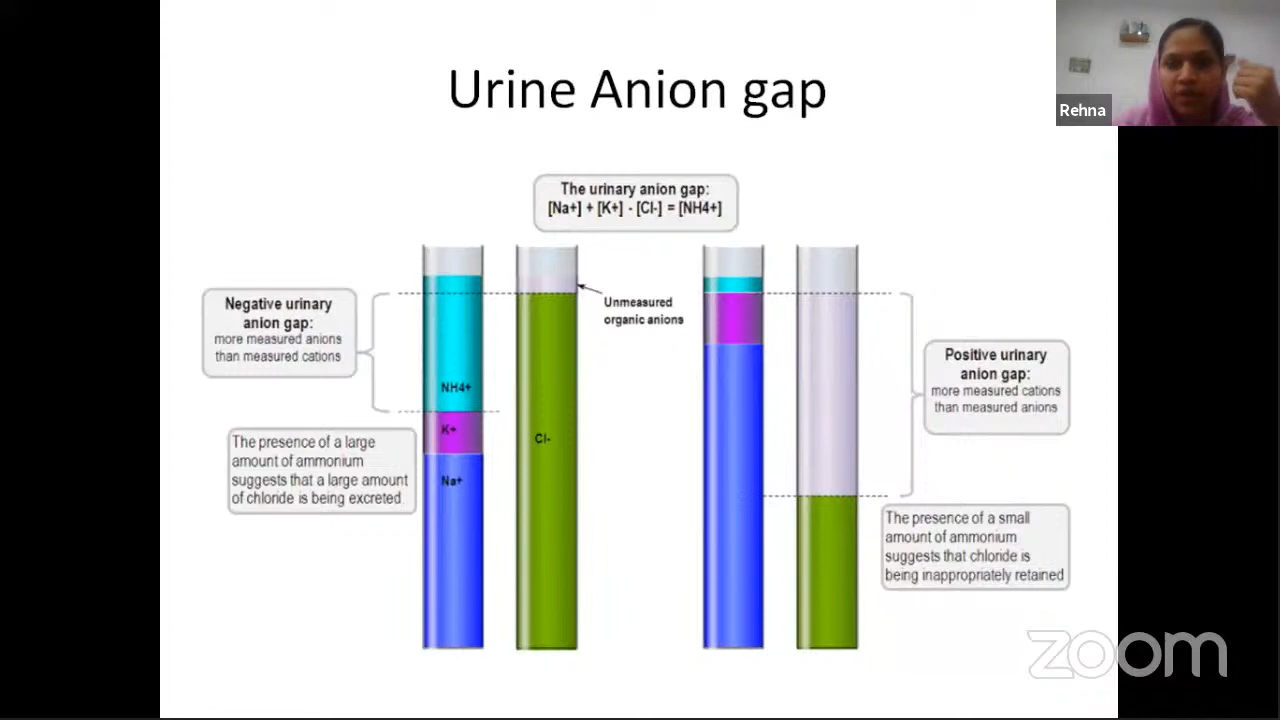 Urine Anion gap
Rehna
The urinary anion gap:
[Na+] + [K+] - [Cl-] = [NH4+]
Negative urinary
anion gap:
more measured anions
than measured cations
Unmeasured
organic anions
Positive urinary
anion gap:
more measured cations
than measured anions
NH4+
K+
Cl-
Na+
The presence of a large
amount of ammonium
suggests that a large amount
of chloride is being excreted
The presence of a small
amount of ammonium
suggests that chloride is
being inappropriately retained
zoom